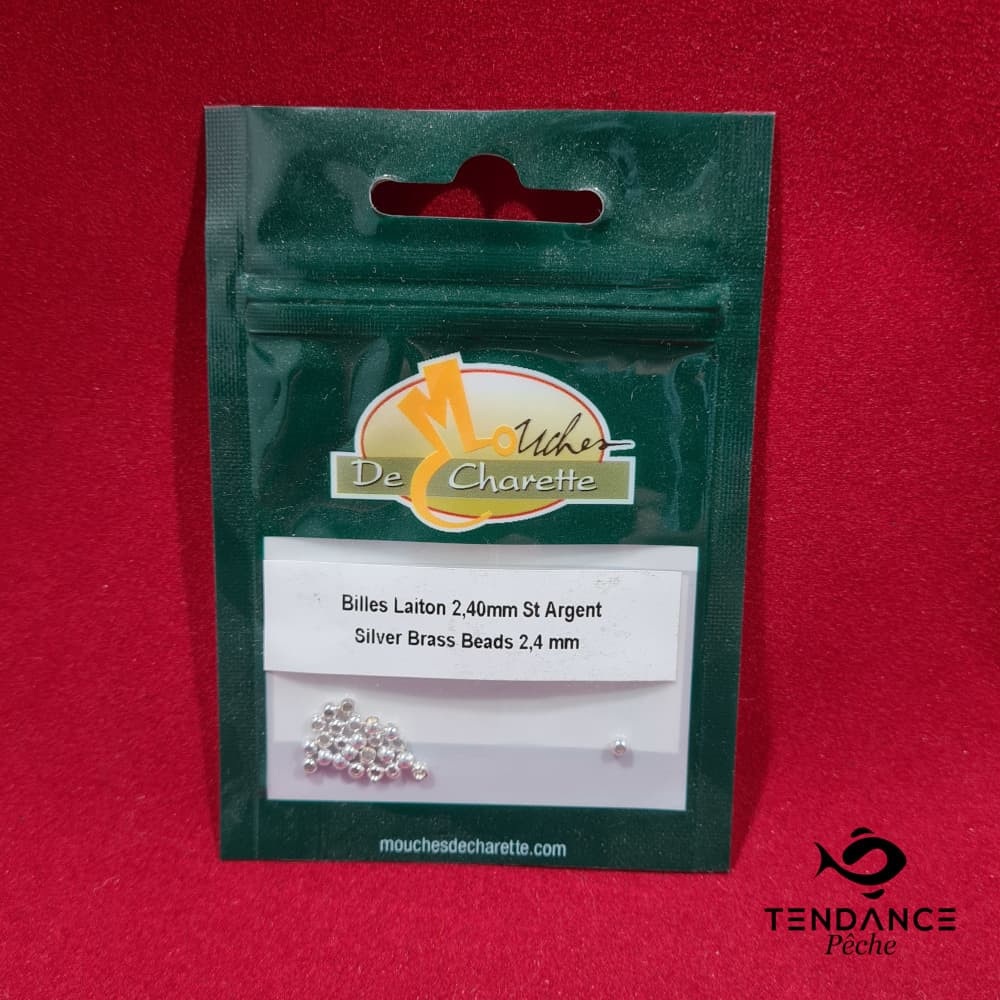 Mouches
De Charette
Billes Laiton 2,40mm St Argent
Silver Brass Beads 2,4 mm
mouchesdecharette.com
TENDANCE
Pêche